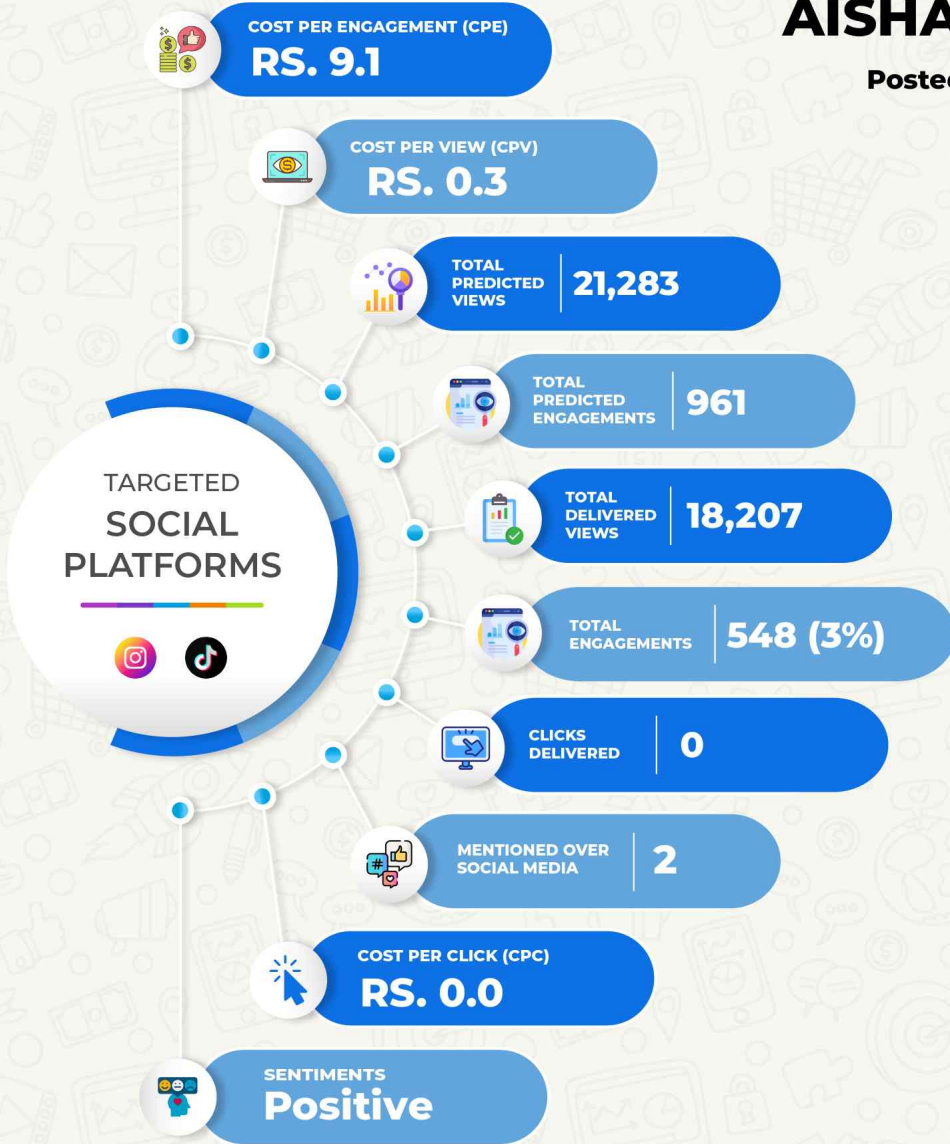 AISHA
Posted
COST PER ENGAGEMENT (CPE)
RS. 9.1
COST PER VIEW (CPV)
RS. 0.3
TOTAL
PREDICTED
VIEWS
21,283
TOTAL
PREDICTED
ENGAGEMENTS
961
TARGETED
SOCIAL
PLATFORMS
TOTAL
DELIVERED
VIEWS
18,207
TOTAL
ENGAGEMENTS
548 (3%)
CLICKS
DELIVERED
0
MENTIONED OVER
SOCIAL MEDIA
2
COST PER CLICK (CPC)
RS. 0.0
SENTIMENTS
Positive